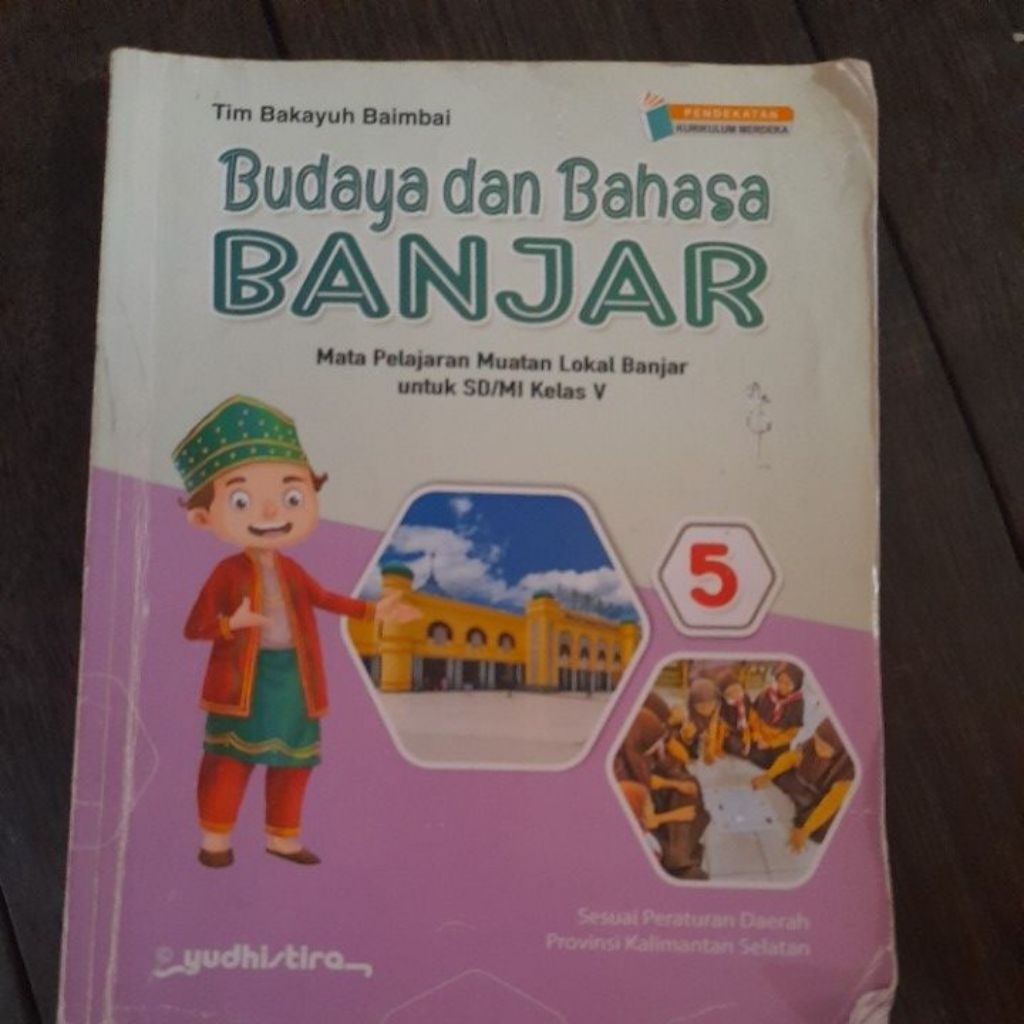 Tim Bakayuh Baimbai
PENDEKATAN
KURIKULUM MERDEKA
Budaya dan Bahasa
BANJAR
Mata Pelajaran Muatan Lokal Banjar
untuk SD/MI Kelas V
5
Sesuai Peraturan Daerah
Provinsi Kalimantan Selatan
yudhistira